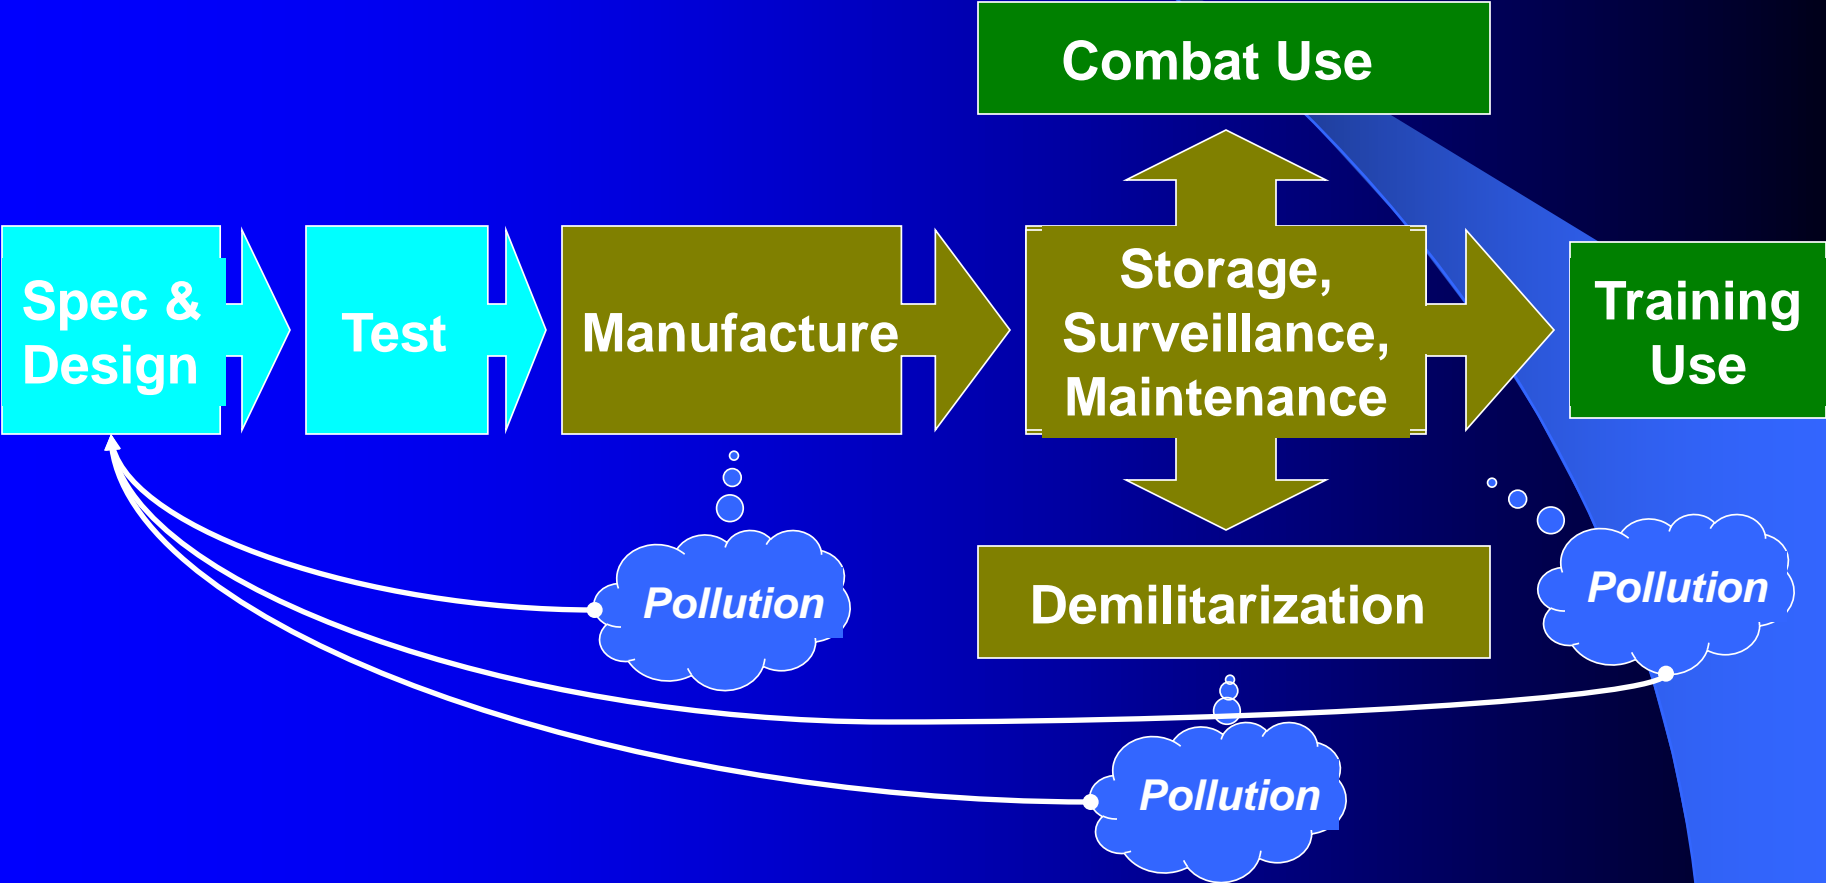 Combat Use
Spec &
Design
Test
Manufacture
Storage,
Surveillance,
Maintenance
Training
Use
Pollution
Demilitarization
Pollution
Pollution